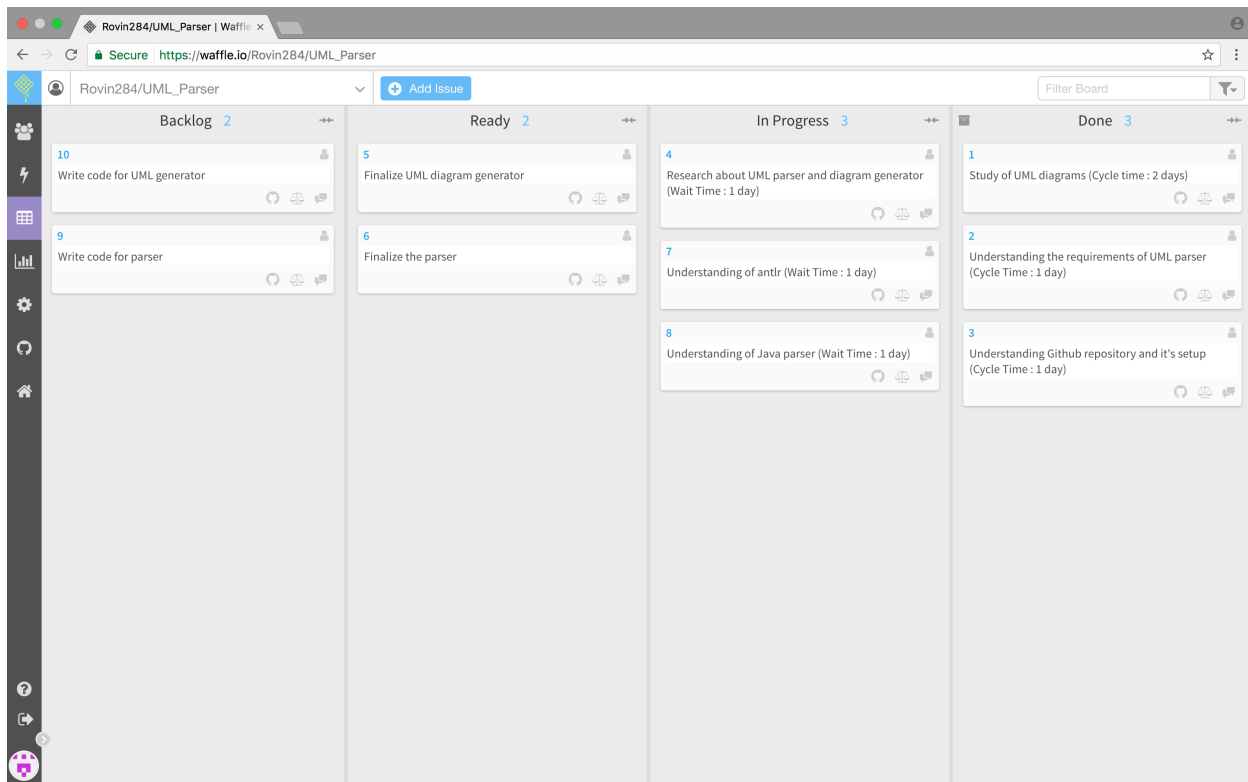 Rovin284/UML_Parser | Waffle
Secure https://waffle.io/Rovin284/UML_Parser
Rovin284/UML_Parser
Add Issue
Filter Board
Backlog 2
10
Write code for UML generator
9
Write code for parser
Ready 2
5
Finalize UML diagram generator
6
Finalize the parser
In Progress 3
4
Research about UML parser and diagram generator
(Wait Time : 1 day)
7
Understanding of antlr (Wait Time : 1 day)
8
Understanding of Java parser (Wait Time : 1 day)
Done 3
1
Study of UML diagrams (Cycle time : 2 days)
2
Understanding the requirements of UML parser
(Cycle Time : 1 day)
3
Understanding Github repository and it's setup
(Cycle Time : 1 day)